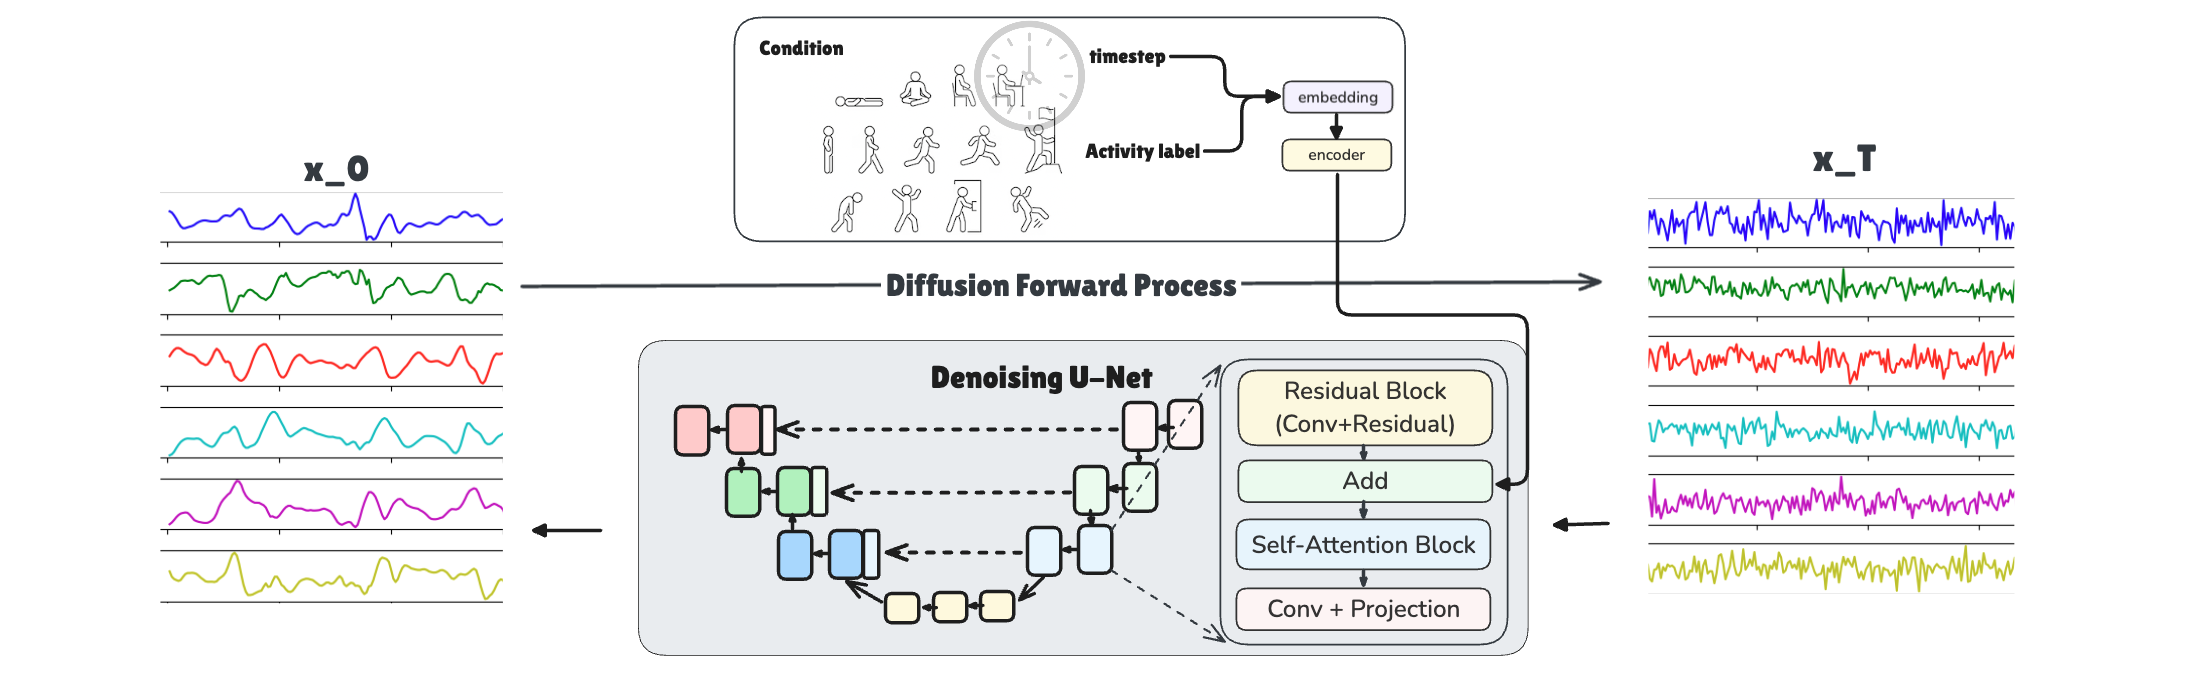 Condition
timestep
embedding
Activity label
encoder
x_0
x_T
Diffusion Forward Process
Denoising U-Net
Residual Block
(Conv+Residual)
Add
Self-Attention Block
Conv + Projection